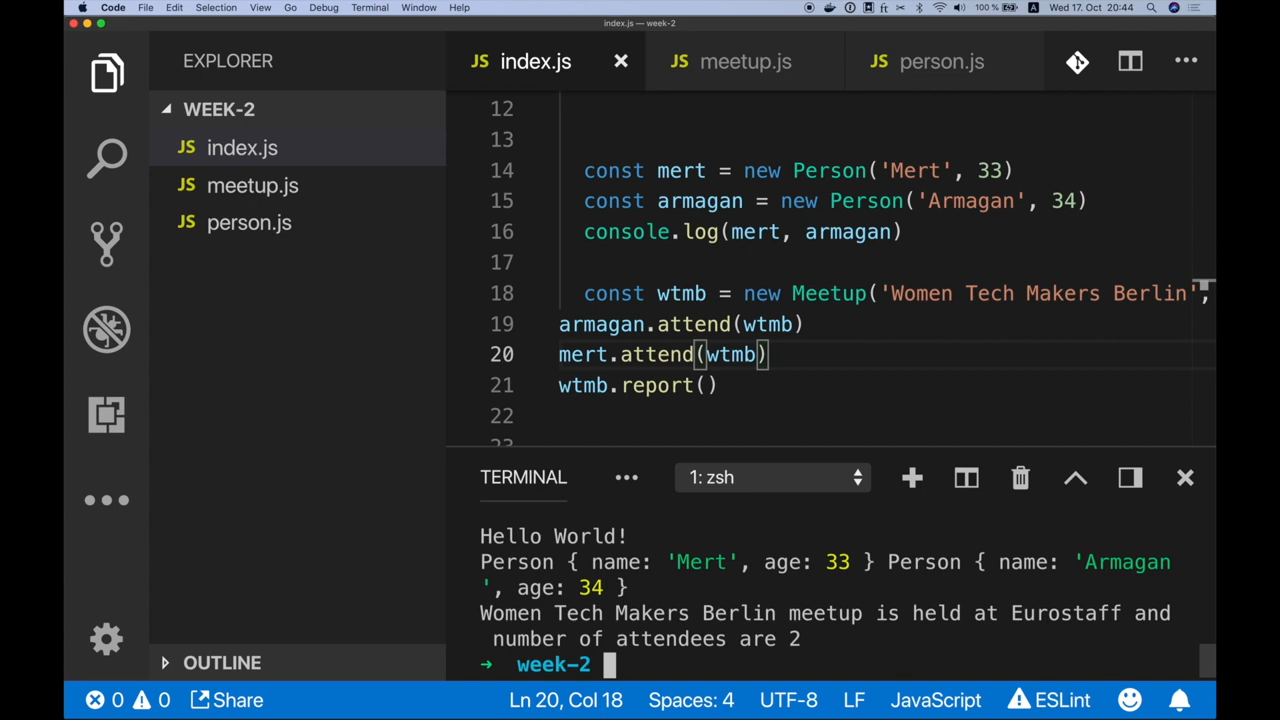 Code File Edit Selection View Go Debug Terminal Window Help 100 % A Wed 17. Oct 20:44
index.js — week-2
EXPLORER
WEEK-2
JS index.js
JS meetup.js
JS person.js
OUTLINE
JS index.js JS meetup.js JS person.js
12
13
14 const mert = new Person('Mert', 33)
15 const armagan = new Person('Armagan', 34)
16 console.log(mert, armagan)
17
18 const wtmb = new Meetup('Women Tech Makers Berlin',
19 armagan.attend(wtmb)
20 mert.attend(wtmb)
21 wtmb.report()
22
23
TERMINAL 1: zsh
Hello World!
Person { name: 'Mert', age: 33 } Person { name: 'Armagan
', age: 34 }
Women Tech Makers Berlin meetup is held at Eurostaff and
number of attendees are 2
→ week-2
0 0 Share Ln 20, Col 18 Spaces: 4 UTF-8 LF JavaScript ESLint